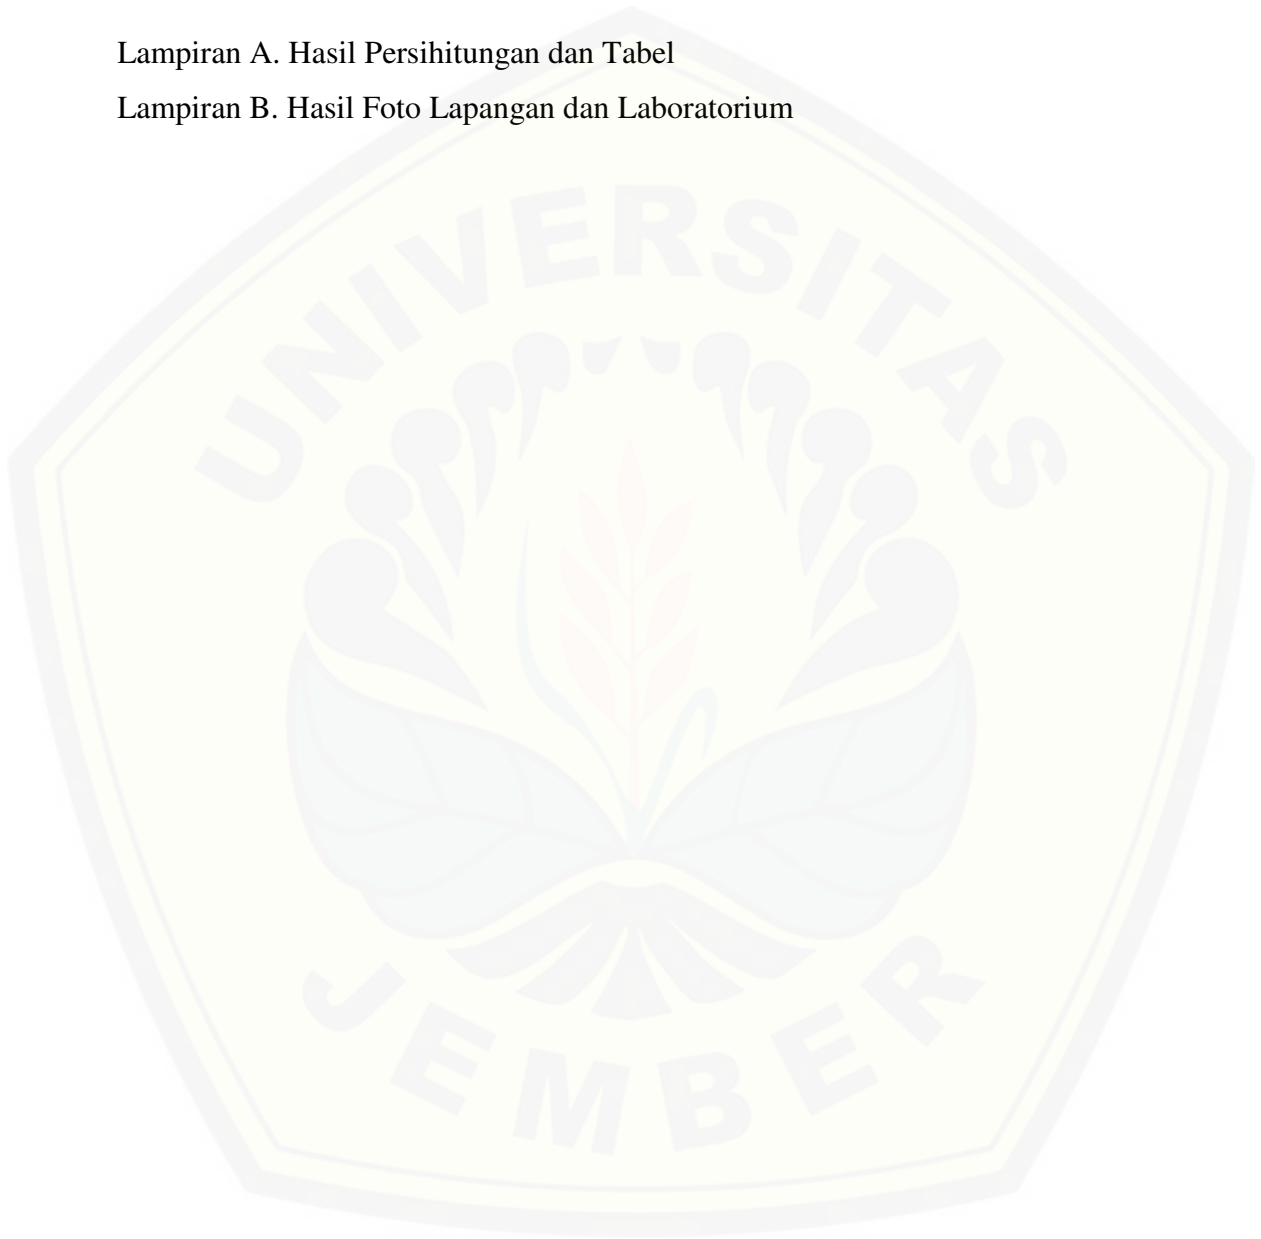 Lampiran A. Hasil Persihitungan dan Tabel
Lampiran B. Hasil Foto Lapangan dan Laboratorium
UNIVERSITAS
JEMBER